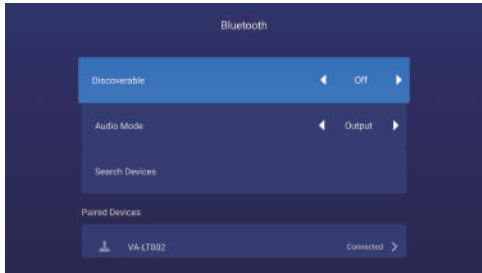 Bluetooth
Discoverable Off
Audio Mode Output
Search Devices
Paired Devices
VA-LT002 Connected